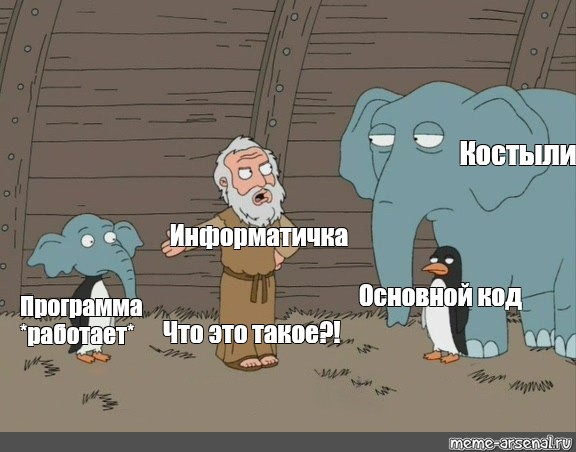 Костыли
Информатичка
Основной код
Программа
*работает*
Что это такое?!
meme-arsenal.ru